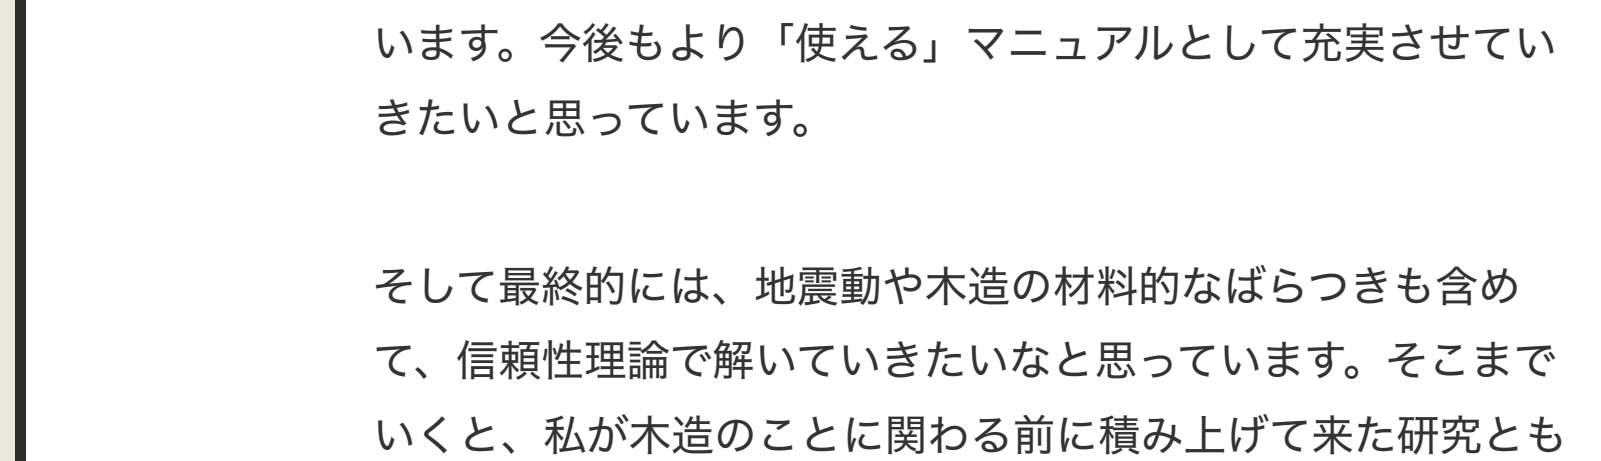 います。今後もより「使える」マニュアルとして充実させてい
きたいと思っています。
そして最終的には、地震動や木造の材料的なばらつきも含め
て、信頼性理論で解いていきたいなと思っています。そこまで
いくと、私が木造のことに関わる前に積み上げて来た研究とも